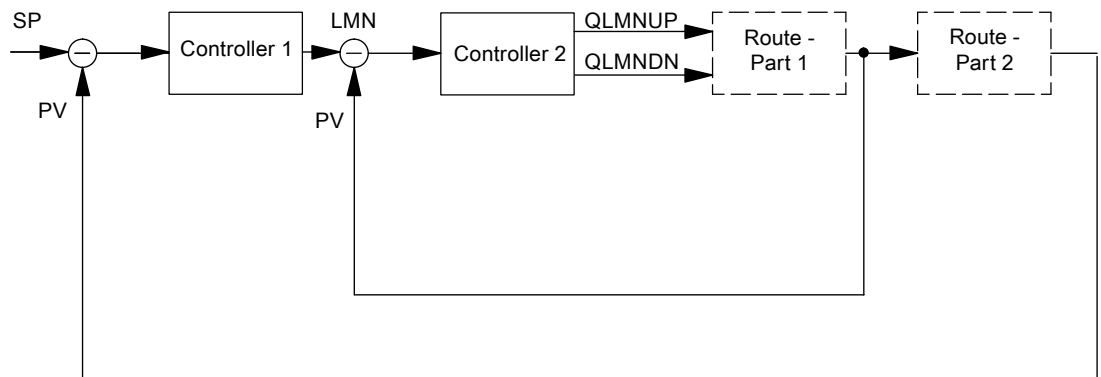 SP
LMN
Controller 1
Controller 2
QLMNUP
QLMNDN
Route -
Part 1
Route -
Part 2
PV
PV